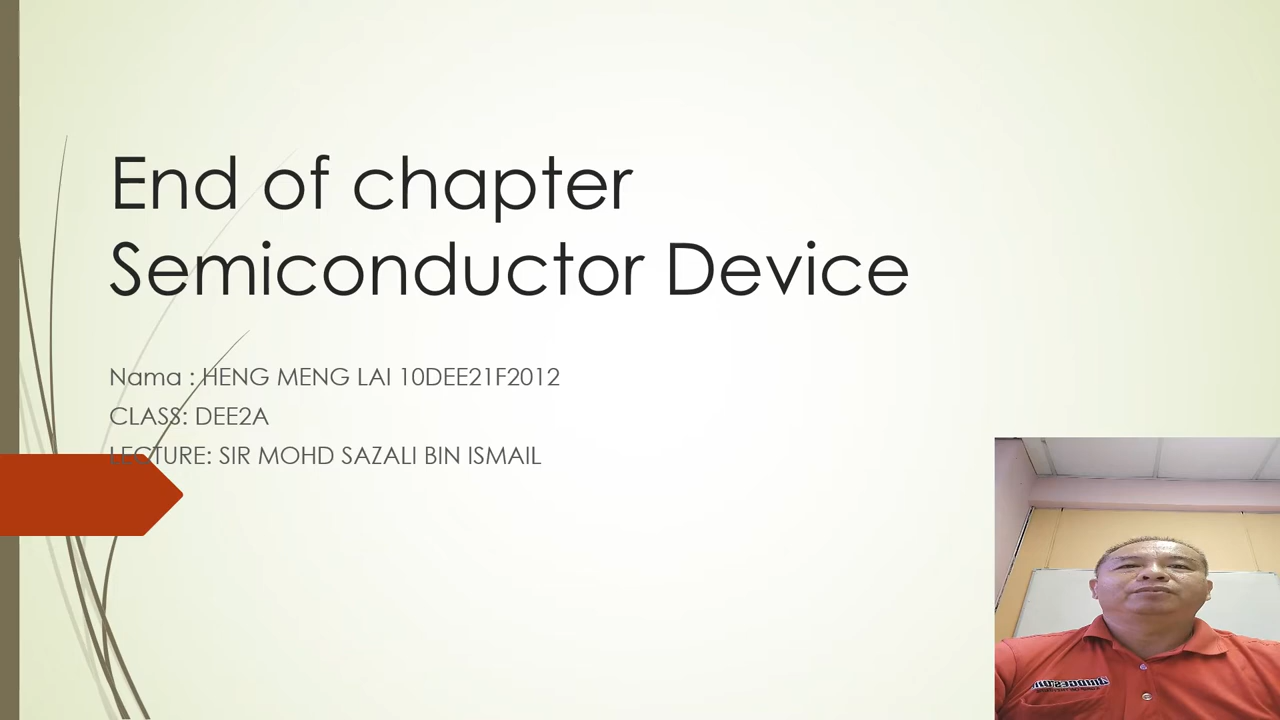 End of chapter
Semiconductor Device
Nama : HENG MENG LAI 10DEE21F2012
CLASS: DEE2A
LECTURE: SIR MOHD SAZALI BIN ISMAIL